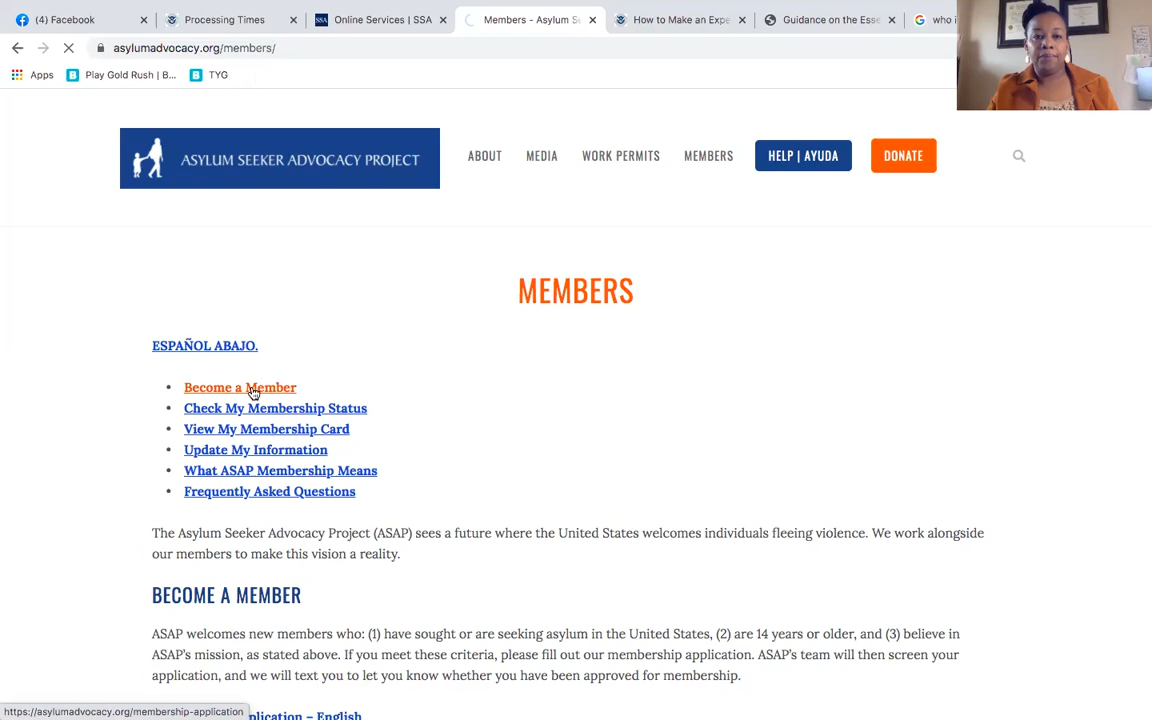 (4) Facebook
Processing Times
SSA
Online Services | SSA
Members - Asylum Se
How to Make an Expe
Guidance on the Esse
who i
asylumadvocacy.org/members/
Apps
Play Gold Rush | B...
TYG
ASYLUM SEEKER ADVOCACY PROJECT
ABOUT
MEDIA
WORK PERMITS
MEMBERS
HELP | AYUDA
DONATE
MEMBERS
ESPAÑOL ABAJO.
Become a Member
Check My Membership Status
View My Membership Card
Update My Information
What ASAP Membership Means
Frequently Asked Questions
The Asylum Seeker Advocacy Project (ASAP) sees a future where the United States welcomes individuals fleeing violence. We work alongside
our members to make this vision a reality.
BECOME A MEMBER
ASAP welcomes new members who: (1) have sought or are seeking asylum in the United States, (2) are 14 years or older, and (3) believe in
ASAP's mission, as stated above. If you meet these criteria, please fill out our membership application. ASAP's team will then screen your
application, and we will text you to let you know whether you have been approved for membership.
plication – English
https://asylumadvocacy.org/membership-application